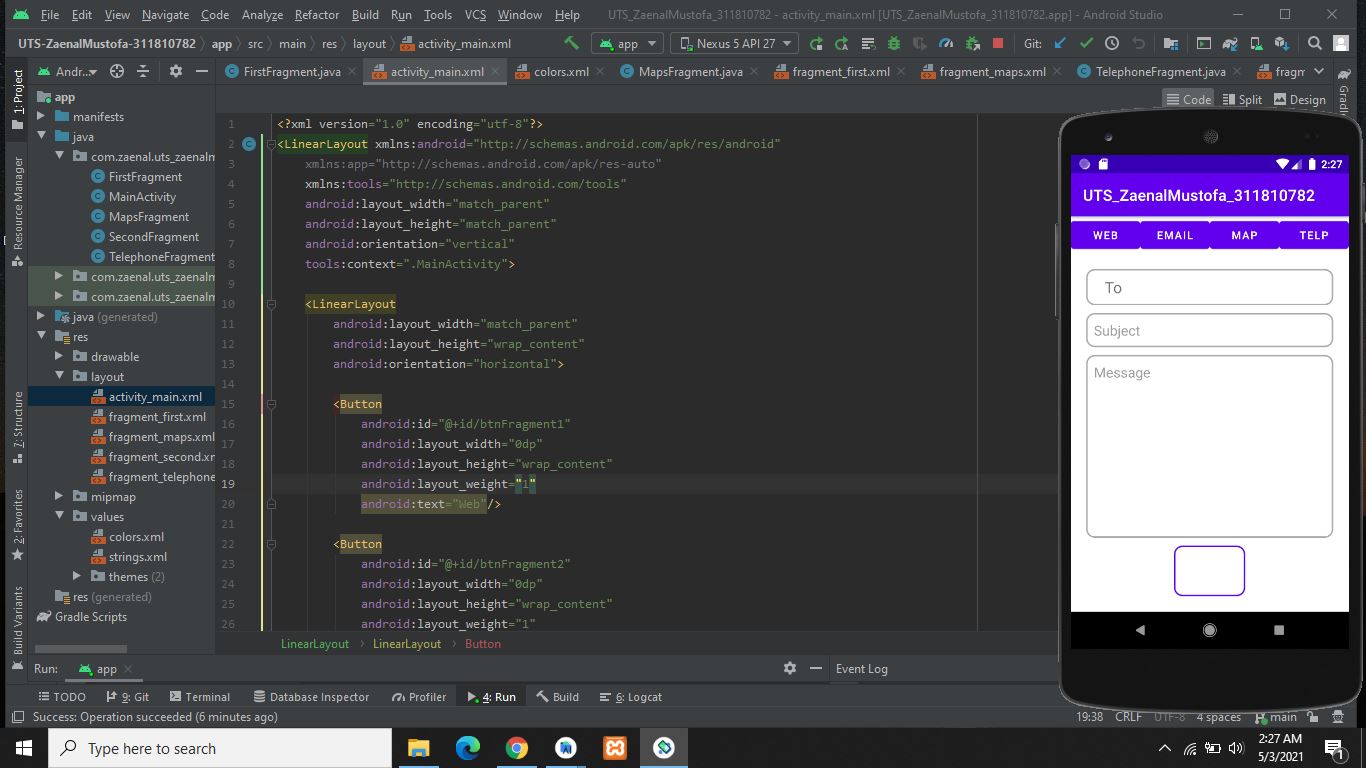 File Edit View Navigate Code Analyze Refactor Build Run Tools VCS Window Help UTS_ZaenalMustofa_311810782 - activity_main.xml [UTS_ZaenalMustofa_311810782.app] - Android Studio
UTS-ZaenalMustofa-311810782 app src main res layout activity_main.xml app Nexus 5 API 27 Git:
Andr... FirstFragment.java activity_main.xml colors.xml MapsFragment.java fragment_first.xml fragment_maps.xml TelephoneFragment.java fragm
Code Split Design
1: Project
Resource Manager
7: Structure
2: Favorites
Build Variants
app
manifests
java
com.zaenal.uts_zaenalm
FirstFragment
MainActivity
MapsFragment
SecondFragment
TelephoneFragment
com.zaenal.uts_zaenalm
com.zaenal.uts_zaenalm
java (generated)
res
drawable
layout
activity_main.xml
fragment_first.xml
fragment_maps.xml
fragment_second.xm
fragment_telephone
mipmap
values
colors.xml
strings.xml
themes (2)
res (generated)
Gradle Scripts
1 <?xml version="1.0" encoding="utf-8"?>
2 <LinearLayout xmlns:android="http://schemas.android.com/apk/res/android"
3 xmlns:app="http://schemas.android.com/apk/res-auto"
4 xmlns:tools="http://schemas.android.com/tools"
5 android:layout_width="match_parent"
6 android:layout_height="match_parent"
7 android:orientation="vertical"
8 tools:context=".MainActivity">
9
10 <LinearLayout
11 android:layout_width="match_parent"
12 android:layout_height="wrap_content"
13 android:orientation="horizontal">
14
15 <Button
16 android:id="@+id/btnFragment1"
17 android:layout_width="0dp"
18 android:layout_height="wrap_content"
19 android:layout_weight="1"
20 android:text="Web"/>
21
22 <Button
23 android:id="@+id/btnFragment2"
24 android:layout_width="0dp"
25 android:layout_height="wrap_content"
26 android:layout_weight="1"
LinearLayout LinearLayout Button
2:27
UTS_ZaenalMustofa_311810782
WEB EMAIL MAP TELP
To
Subject
Message
Run: app Event Log
TODO 9: Git Terminal Database Inspector Profiler 4: Run Build 6: Logcat
Success: Operation succeeded (6 minutes ago) 19:38 CRLF UTF-8 4 spaces main
Type here to search
2:27 AM
5/3/2021
1